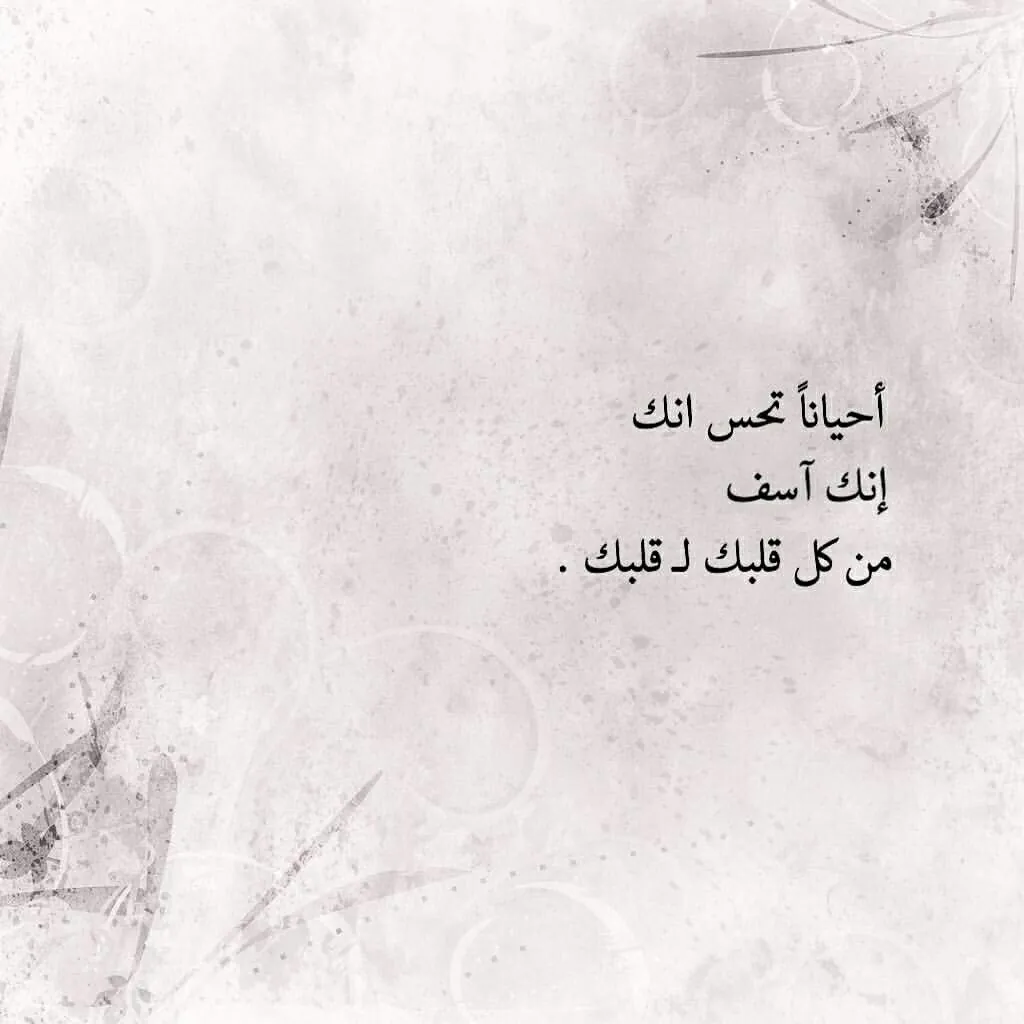 أحياناً تحس انك
إنك آسف
من كل قلبك لـ قلبك .